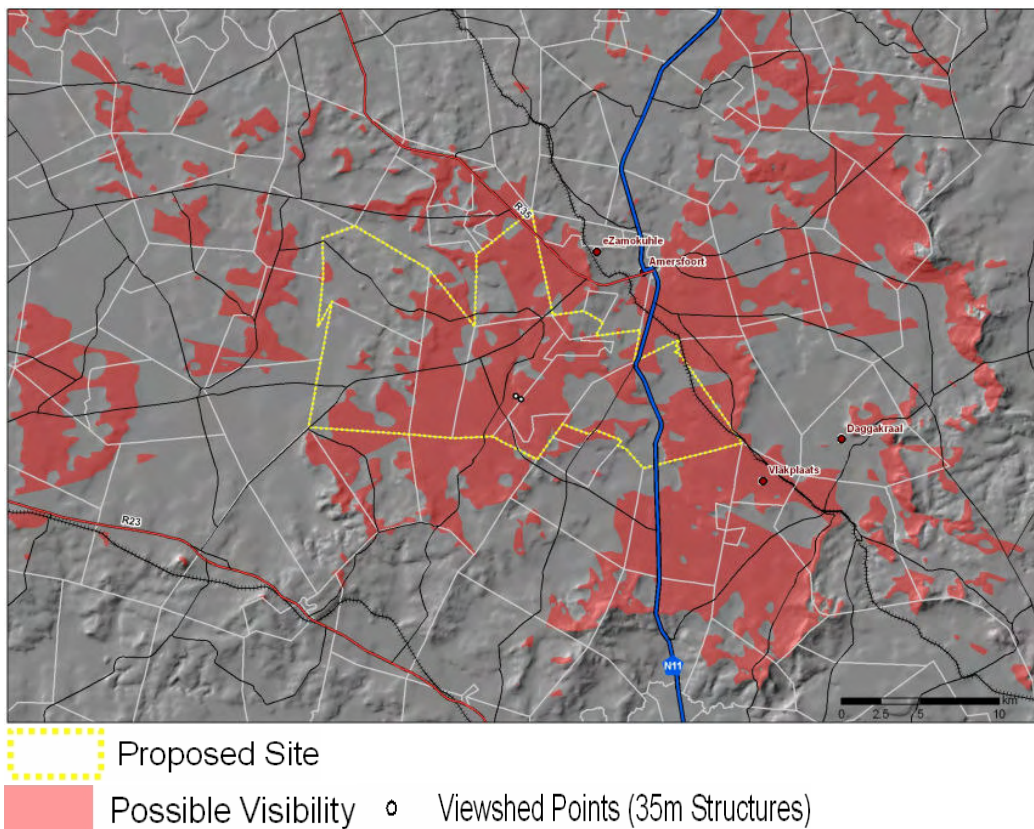 R35
eZamokuhle
Amersfoort
Daggakraal
Vlakplaats
R23
N11
km
0 2.5 5 10
Proposed Site
Possible Visibility
Viewshed Points (35m Structures)